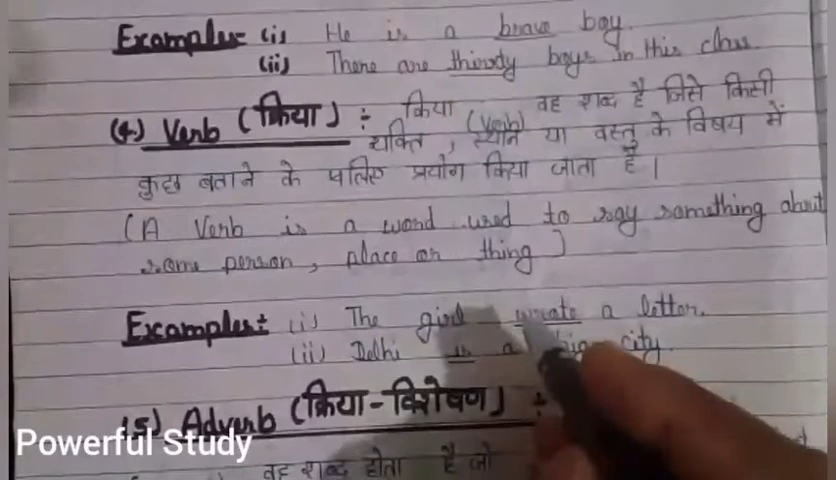 Examples:- (i) He is a brave boy.
(ii) There are thirdy boys in this class.
(4.) Verb (क्रिया) ÷ क्रिया (Verb) वह शब्द है जिसे किसी
व्यक्ति, स्थान या वस्तु के विषय में
कुछ बताने के प्रयोग किया जाता है।
(A Verb is a word used to say something about
some person, place or thing)
Examples÷ (i) The girl wrote a letter.
(ii) Delhi is a big city.
(5) Adverb (क्रिया-विशेषण) ÷
वह शब्द होता है जो
Powerful Study